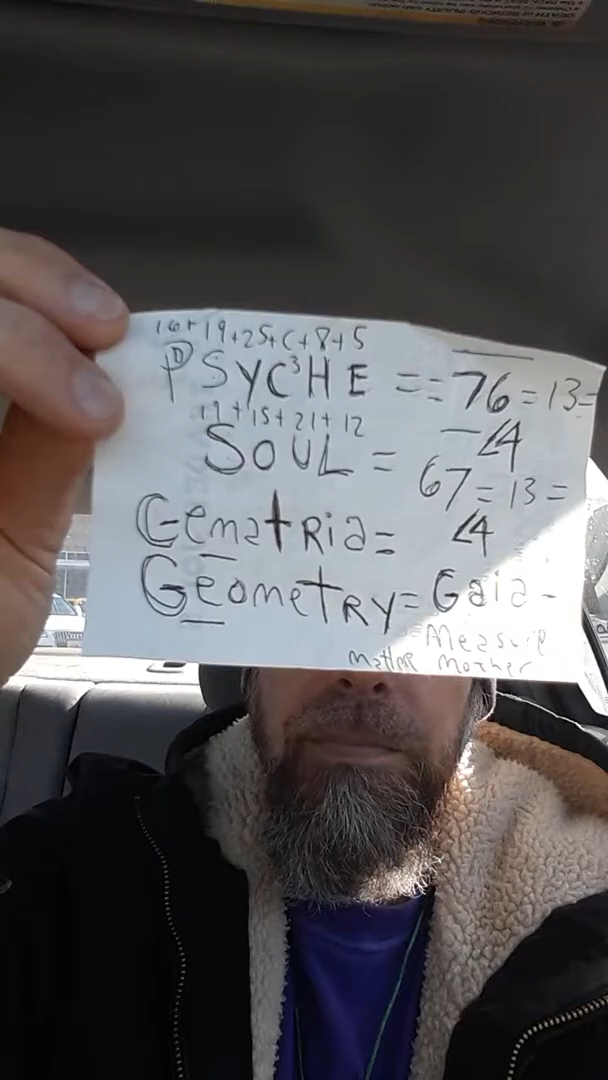 16+19+25+C+8+5
PSYC³HE == 76 = 13 =
19+15+21+12
4
SOUL = 67 = 13 =
Gematria = 4
Geometry = Gaia -
= Measure
matter mother